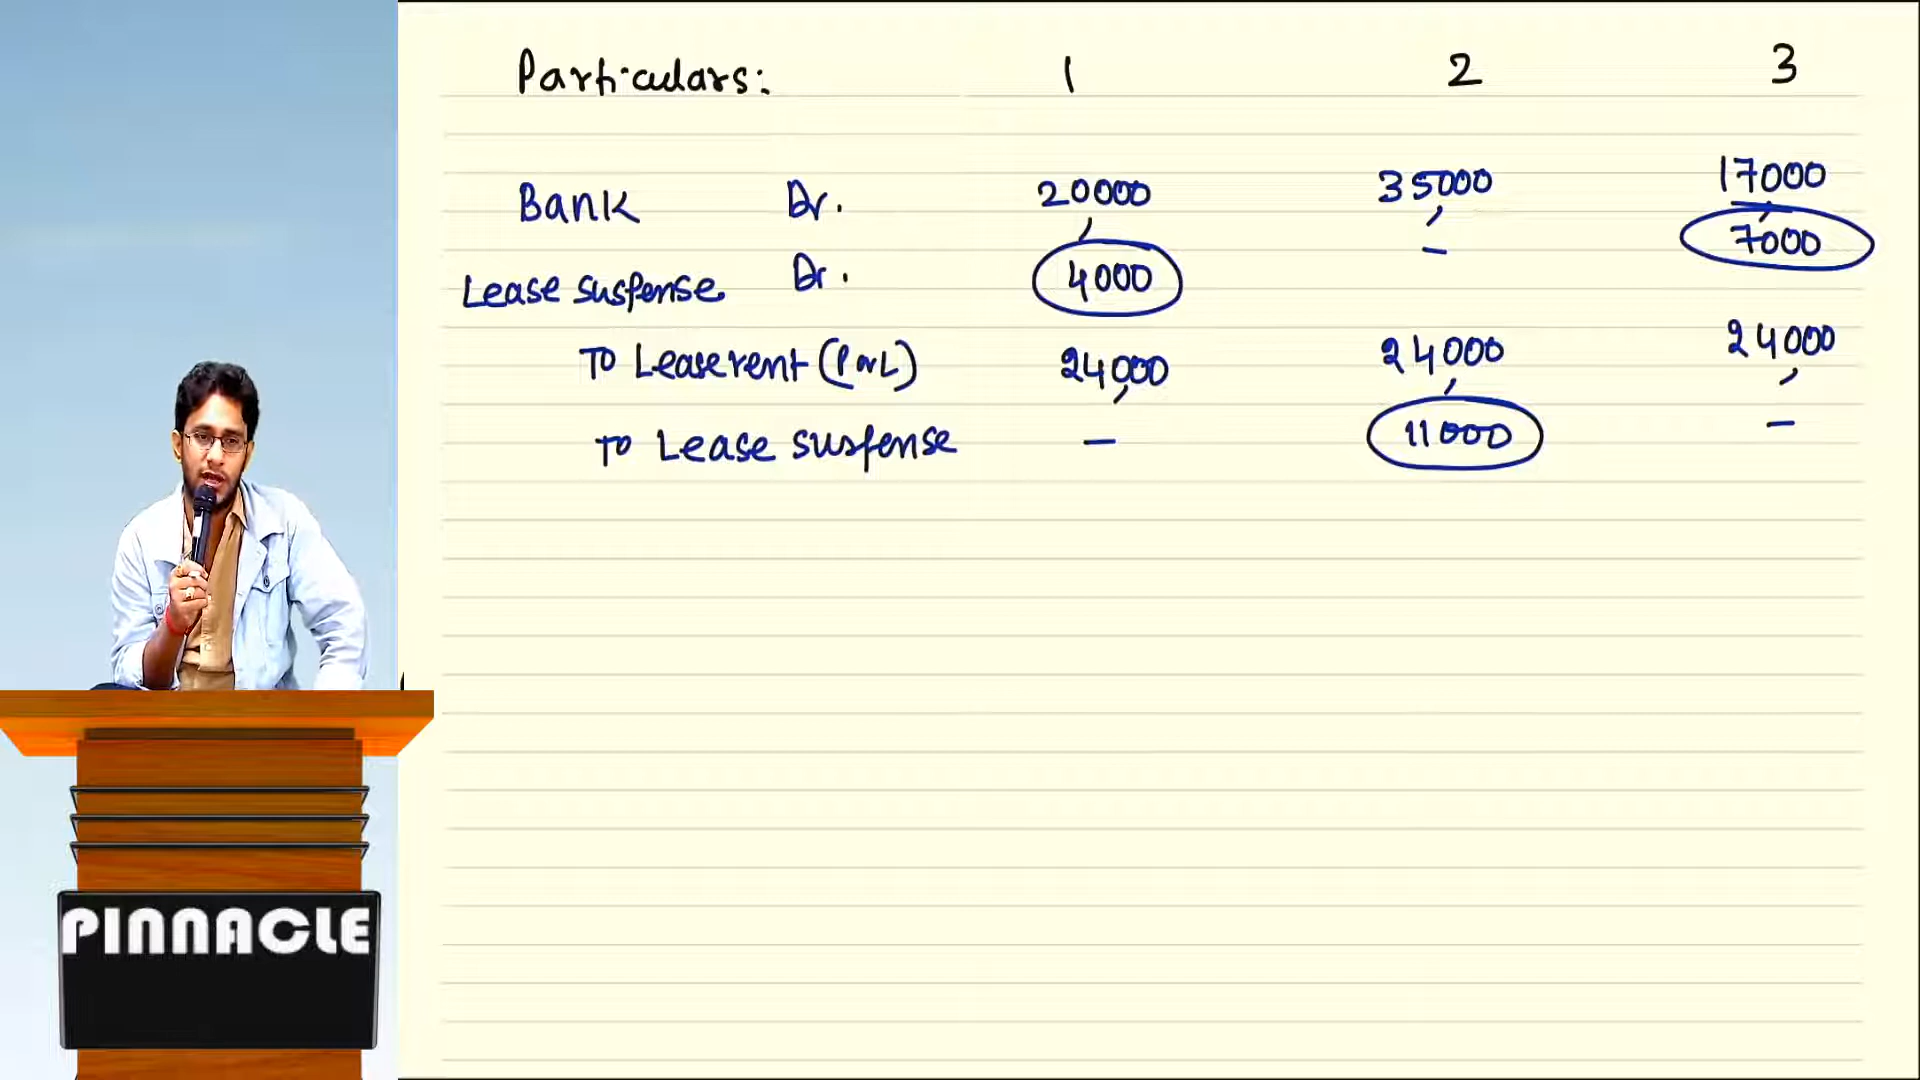 Particulars: 1 2 3
Bank Dr. 20000 35000 17000
Lease suspense Dr. 4000 - 7000
To Lease rent (P n L) 24000 24000 24000
To Lease suspense - 11000 -
PINNACLE